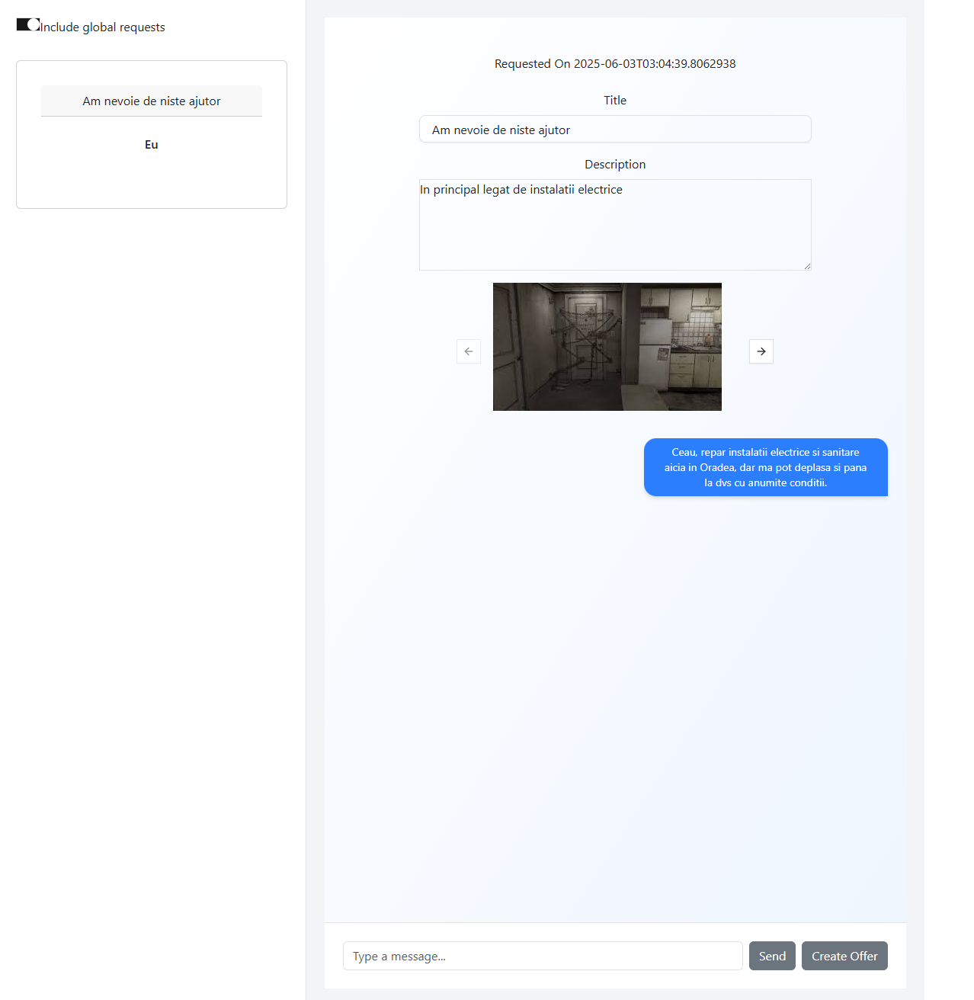 Include global requests
Am nevoie de niste ajutor
Eu
Requested On 2025-06-03T03:04:39.8062938
Title
Am nevoie de niste ajutor
Description
In principal legat de instalatii electrice
Ceau, repar instalatii electrice si sanitare
aicia in Oradea, dar ma pot deplasa si pana
la dvs cu anumite conditii.
Type a message...
Send
Create Offer